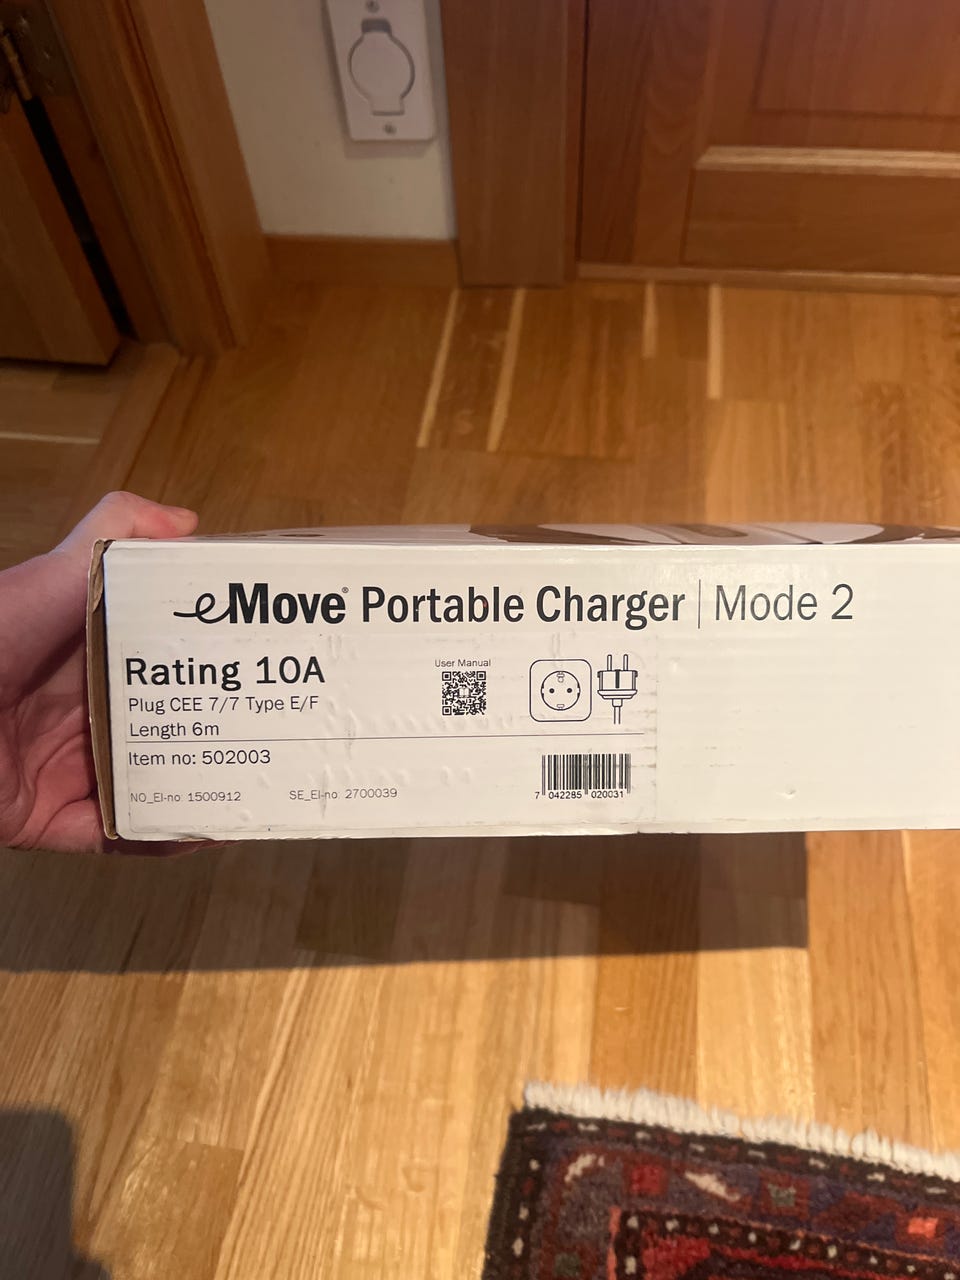 eMove® Portable Charger | Mode 2
Rating 10A
User Manual
Plug CEE 7/7 Type E/F
Length 6m
Item no: 502003
NO_El-no: 1500912 SE_El-no: 2700039
7 042285 020031